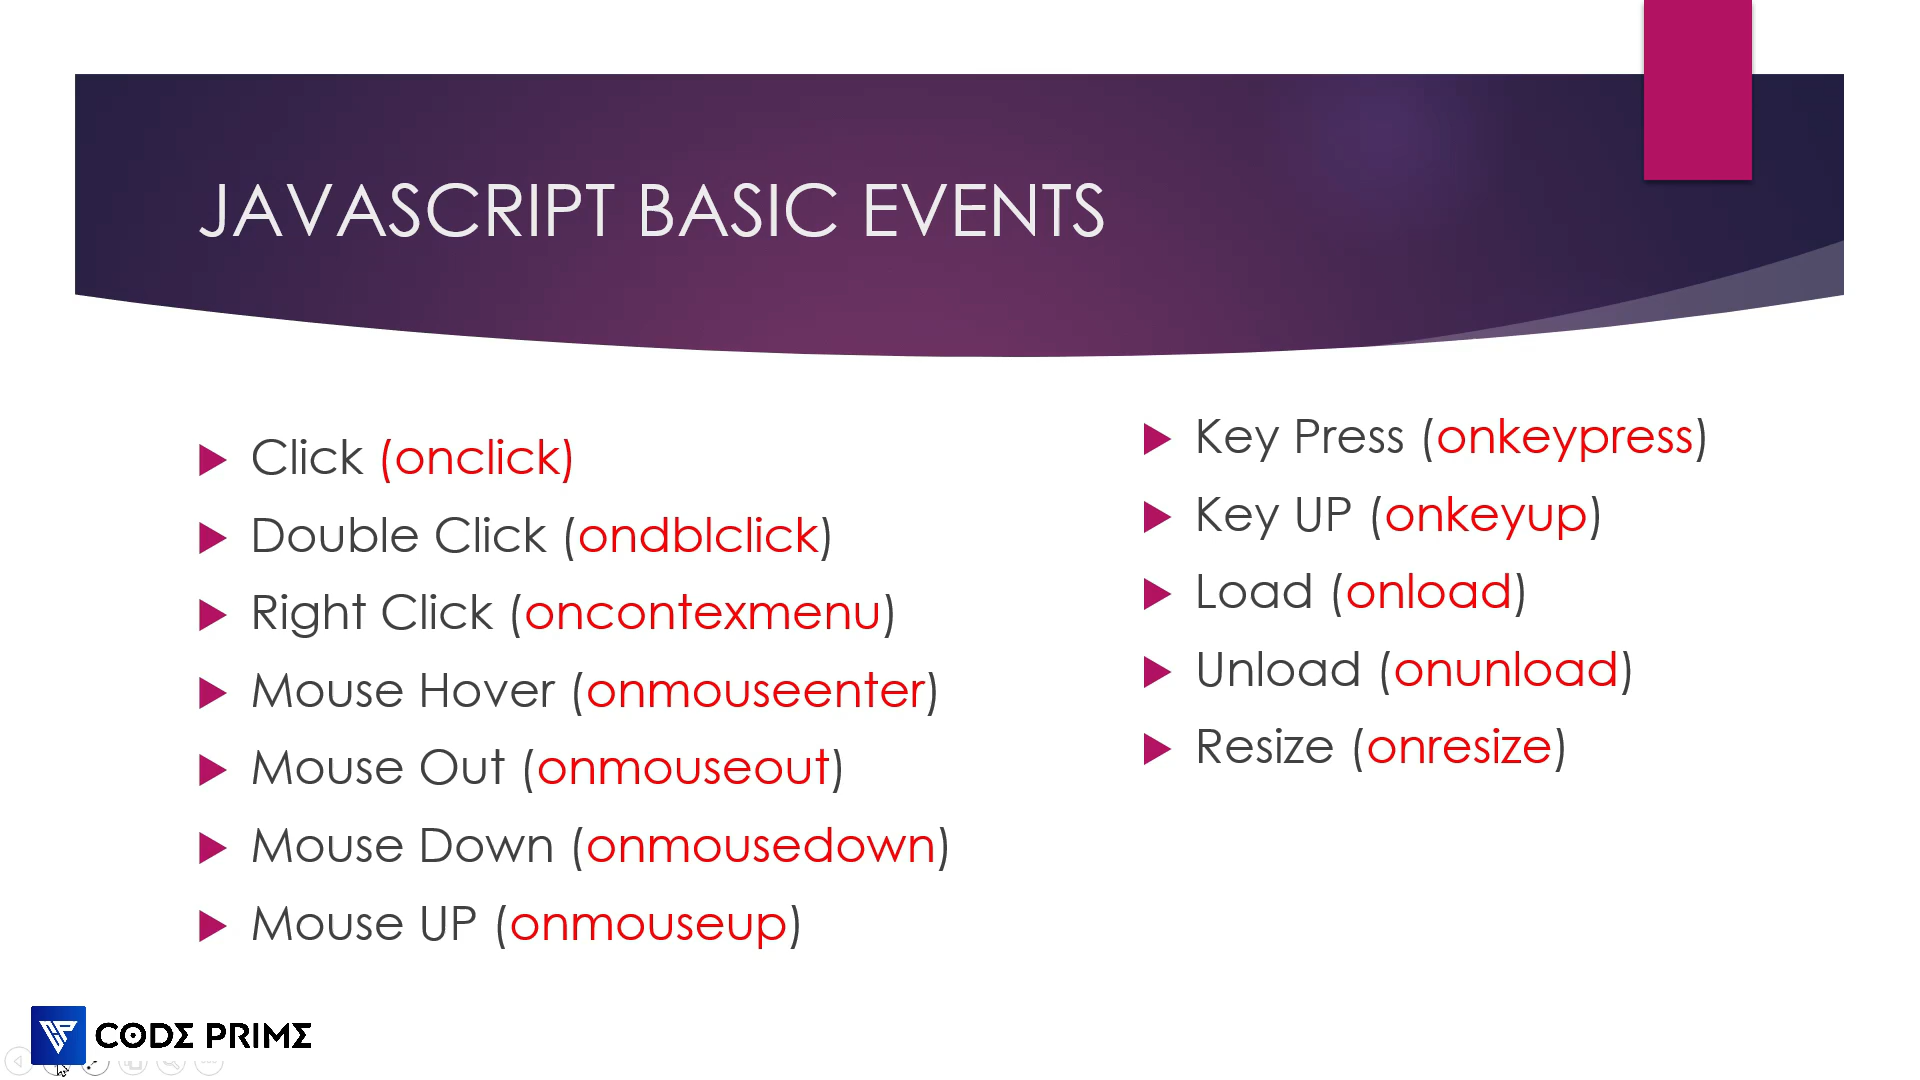 JAVASCRIPT BASIC EVENTS
Click (onclick)
Double Click (ondblclick)
Right Click (oncontexmenu)
Mouse Hover (onmouseenter)
Mouse Out (onmouseout)
Mouse Down (onmousedown)
Mouse UP (onmouseup)
Key Press (onkeypress)
Key UP (onkeyup)
Load (onload)
Unload (onunload)
Resize (onresize)
CODΣ PRIMΣ